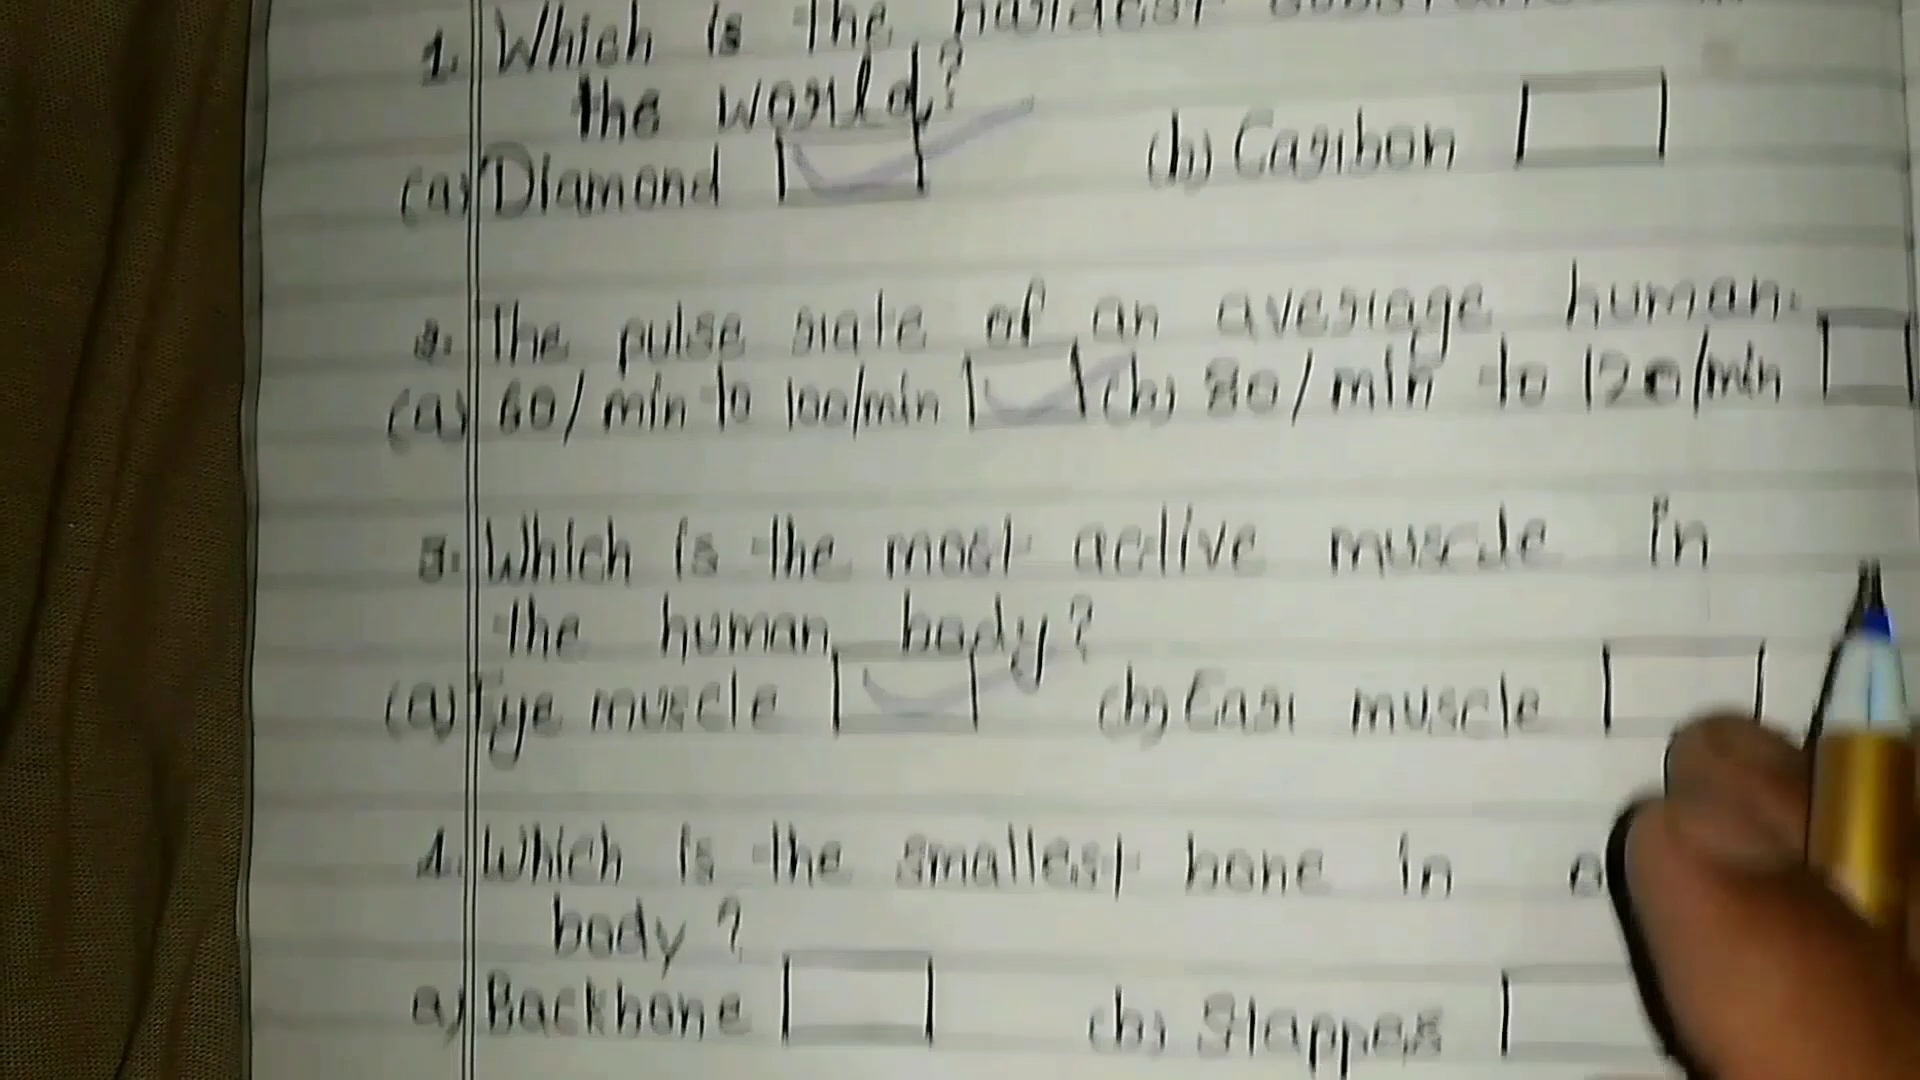 1. Which is the hardest
the world?
(a) Diamond (b) Carbon
2. The pulse rate of an average human.
(a) 60/min to 100/min (b) 80/min to 120/min
3. Which is the most active muscle in
the human body?
(a) Eye muscle (b) Ear muscle
4. Which is the smallest bone in
body?
a) Backbone (b) Stappes